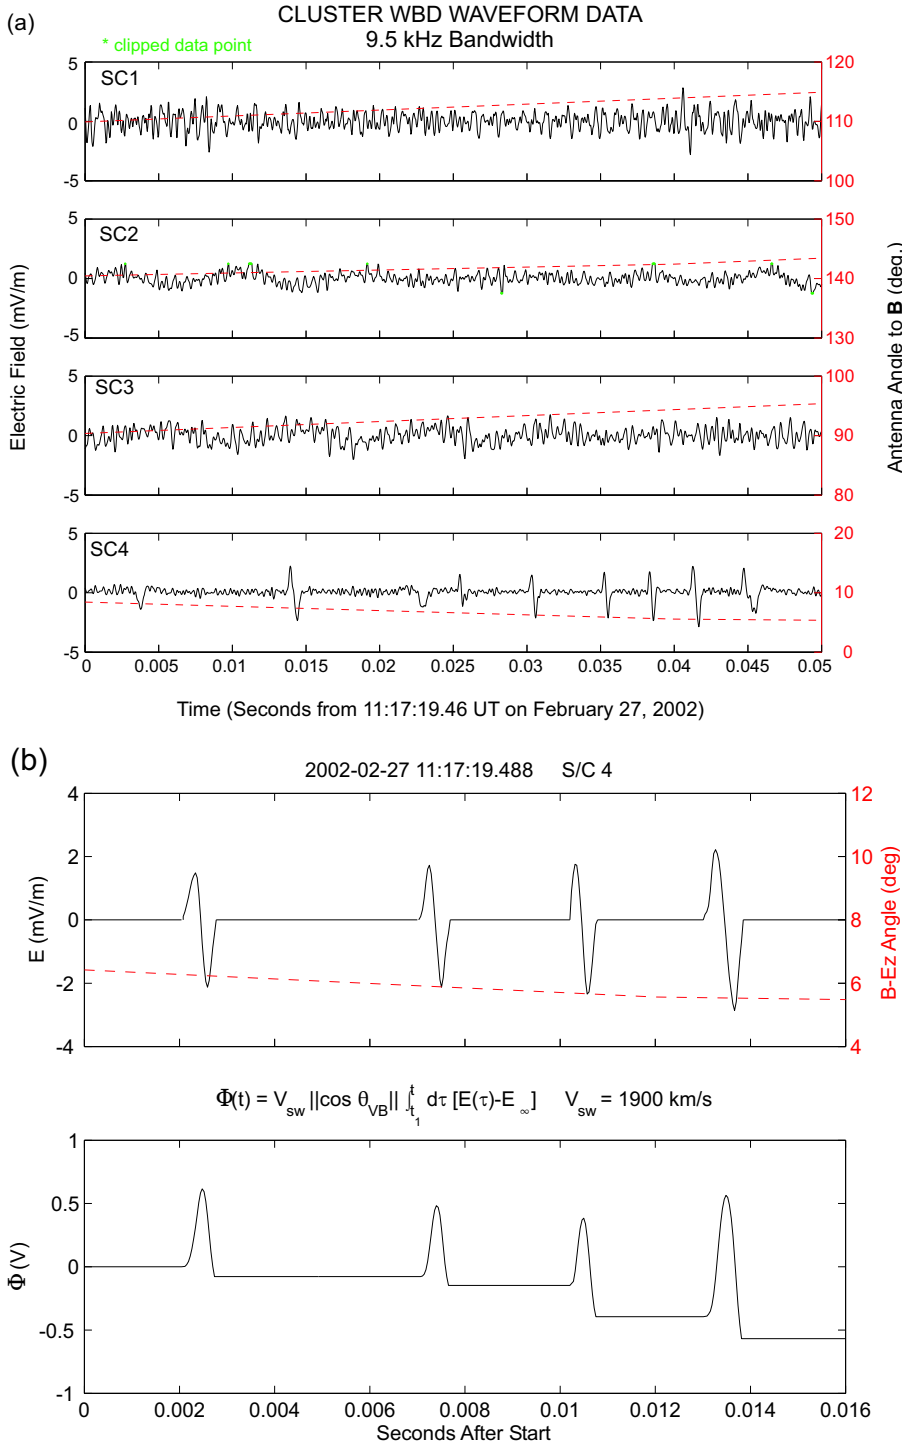 (a)
CLUSTER WBD WAVEFORM DATA
9.5 kHz Bandwidth
* clipped data point
SC1
5
0
-5
120
110
100
SC2
5
0
-5
150
140
130
SC3
5
0
-5
100
90
80
SC4
5
0
-5
20
10
0
Electric Field (mV/m)
Antenna Angle to B (deg.)
0 0.005 0.01 0.015 0.02 0.025 0.03 0.035 0.04 0.045 0.05
Time (Seconds from 11:17:19.46 UT on February 27, 2002)
(b)
2002-02-27 11:17:19.488 S/C 4
4
2
0
-2
-4
E (mV/m)
12
10
8
6
4
B-Ez Angle (deg)
Φ(t) = V_sw ||cos θ_VB|| ∫_t_1^t dτ [E(τ)-E_∞] V_sw = 1900 km/s
1
0.5
0
-0.5
-1
Φ (V)
0 0.002 0.004 0.006 0.008 0.01 0.012 0.014 0.016
Seconds After Start